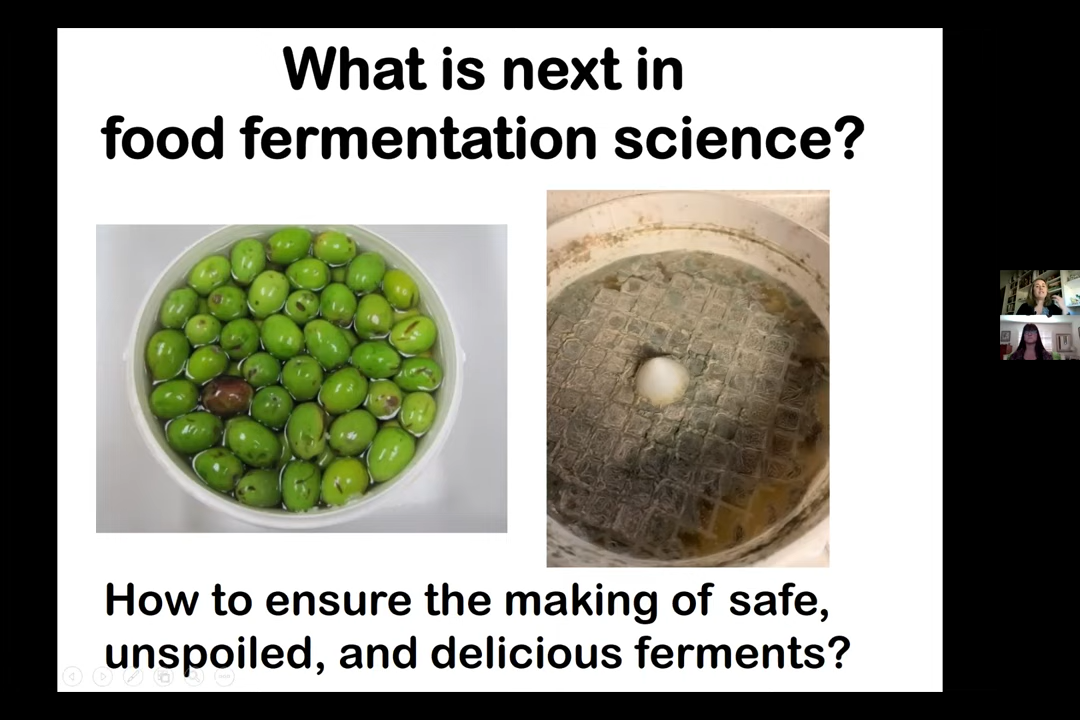 What is next in
food fermentation science?
How to ensure the making of safe,
unspoiled, and delicious ferments?